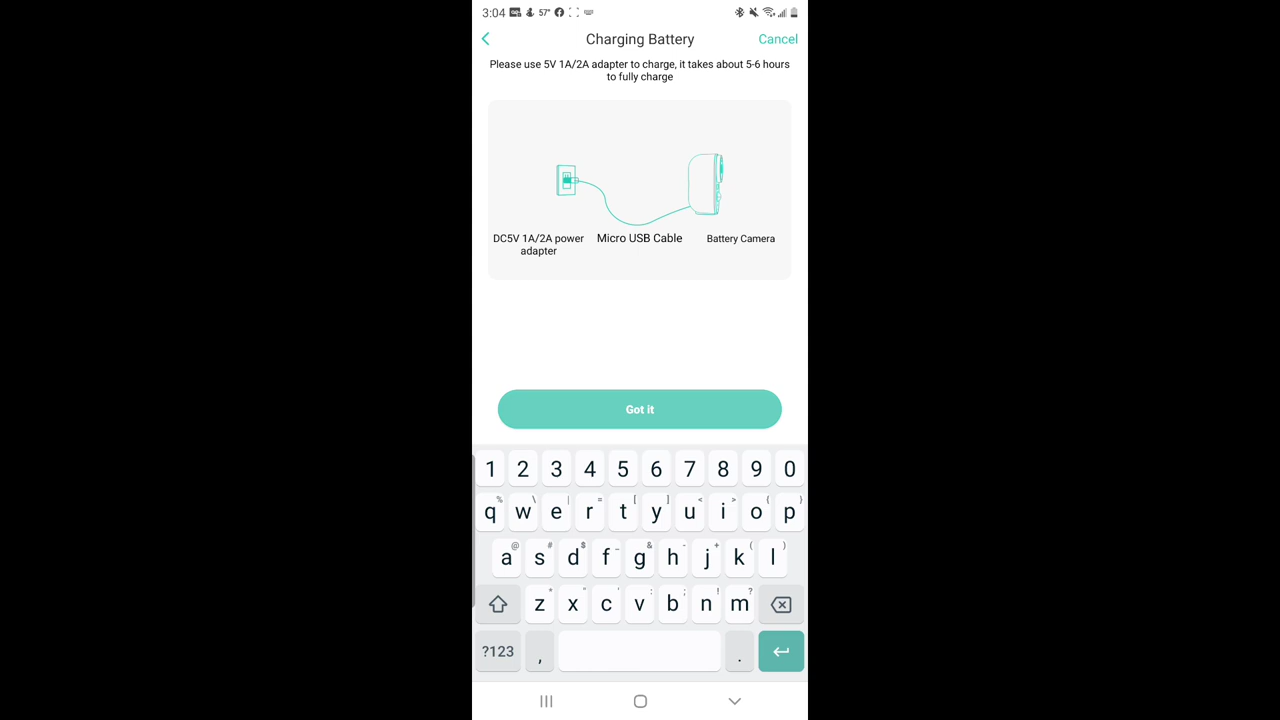 3:04 57°
Charging Battery Cancel
Please use 5V 1A/2A adapter to charge, it takes about 5-6 hours
to fully charge
DC5V 1A/2A power
adapter
Micro USB Cable
Battery Camera
Got it
1 2 3 4 5 6 7 8 9 0
% \ | = [ ] < > { }
q w e r t y u i o p
@ # $ _ & - + ( )
a s d f g h j k l
* " ' : ; ! ?
z x c v b n m
?123 , .